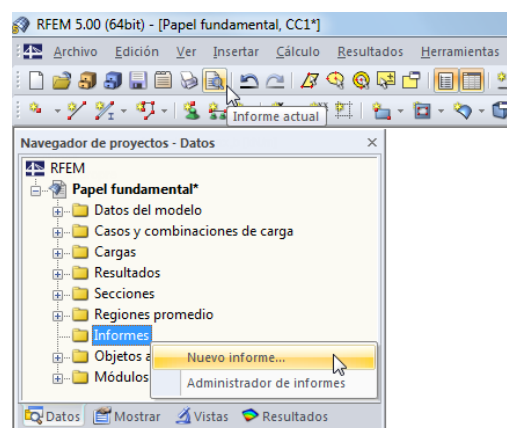 RFEM 5.00 (64bit) - [Papel fundamental, CC1*]
Archivo Edición Ver Insertar Cálculo Resultados Herramientas
Informe actual
Navegador de proyectos - Datos
RFEM
Papel fundamental*
Datos del modelo
Casos y combinaciones de carga
Cargas
Resultados
Secciones
Regiones promedio
Informes
Nuevo informe...
Objetos a
Administrador de informes
Módulos
Datos Mostrar Vistas Resultados